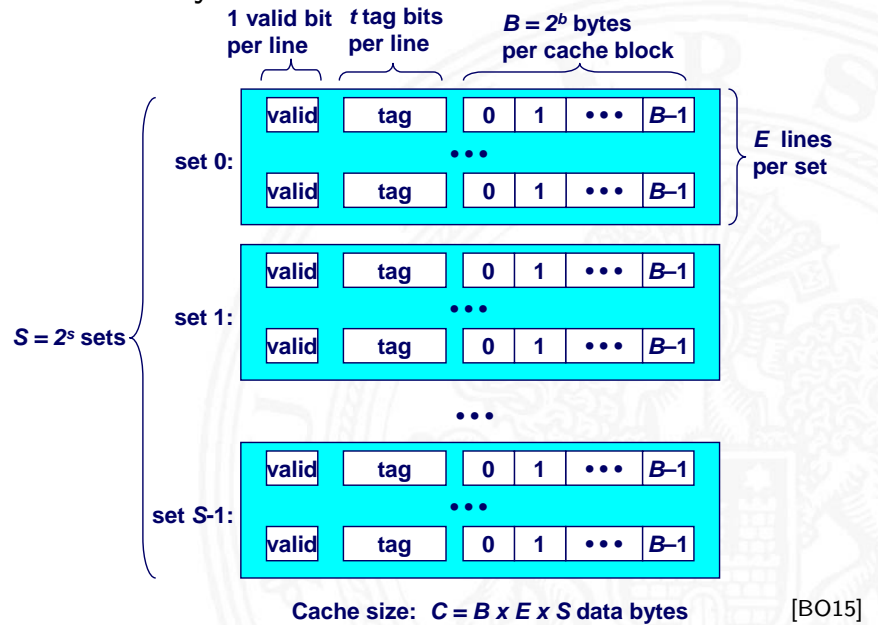 1 valid bit per line
t tag bits per line
B = 2ᵇ bytes per cache block
valid tag 0 1 ••• B–1
set 0: •••
valid tag 0 1 ••• B–1
E lines per set
valid tag 0 1 ••• B–1
set 1: •••
valid tag 0 1 ••• B–1
S = 2ˢ sets
•••
valid tag 0 1 ••• B–1
set S-1: •••
valid tag 0 1 ••• B–1
Cache size: C = B x E x S data bytes
[BO15]